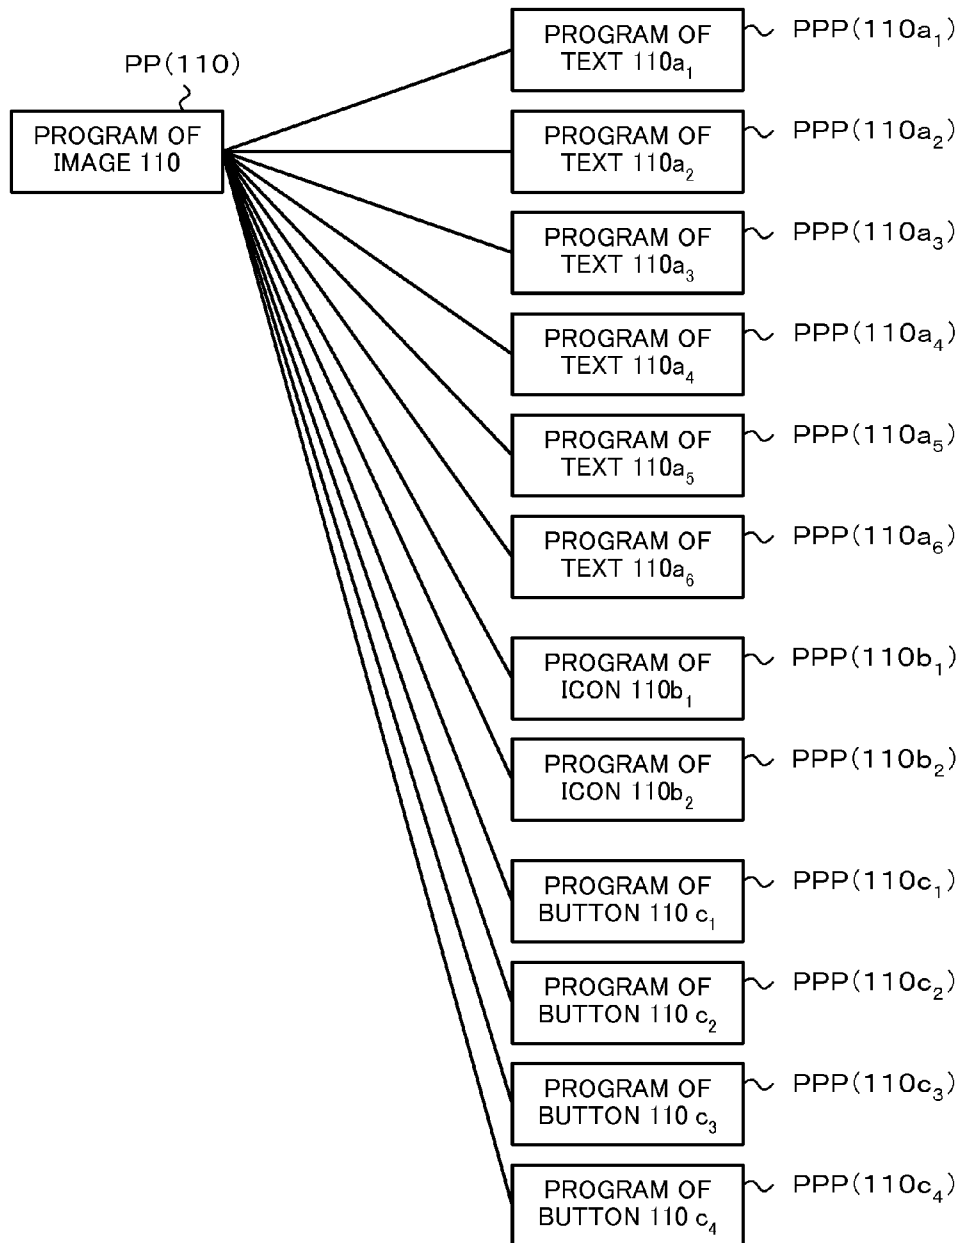 PP(110)
PROGRAM OF
IMAGE 110
PROGRAM OF
TEXT 110a₁
PPP(110a₁)
PROGRAM OF
TEXT 110a₂
PPP(110a₂)
PROGRAM OF
TEXT 110a₃
PPP(110a₃)
PROGRAM OF
TEXT 110a₄
PPP(110a₄)
PROGRAM OF
TEXT 110a₅
PPP(110a₅)
PROGRAM OF
TEXT 110a₆
PPP(110a₆)
PROGRAM OF
ICON 110b₁
PPP(110b₁)
PROGRAM OF
ICON 110b₂
PPP(110b₂)
PROGRAM OF
BUTTON 110 c₁
PPP(110c₁)
PROGRAM OF
BUTTON 110 c₂
PPP(110c₂)
PROGRAM OF
BUTTON 110 c₃
PPP(110c₃)
PROGRAM OF
BUTTON 110 c₄
PPP(110c₄)